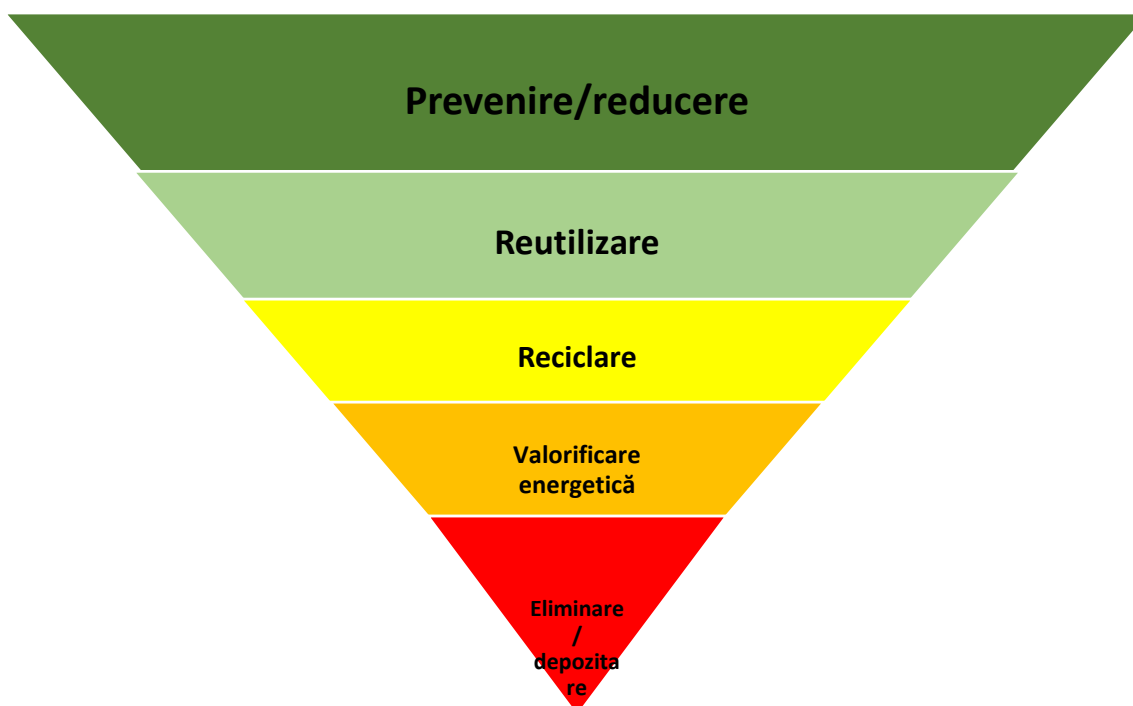 Prevenire/reducere
Reutilizare
Reciclare
Valorificare
energetică
Eliminare
/
depozita
re